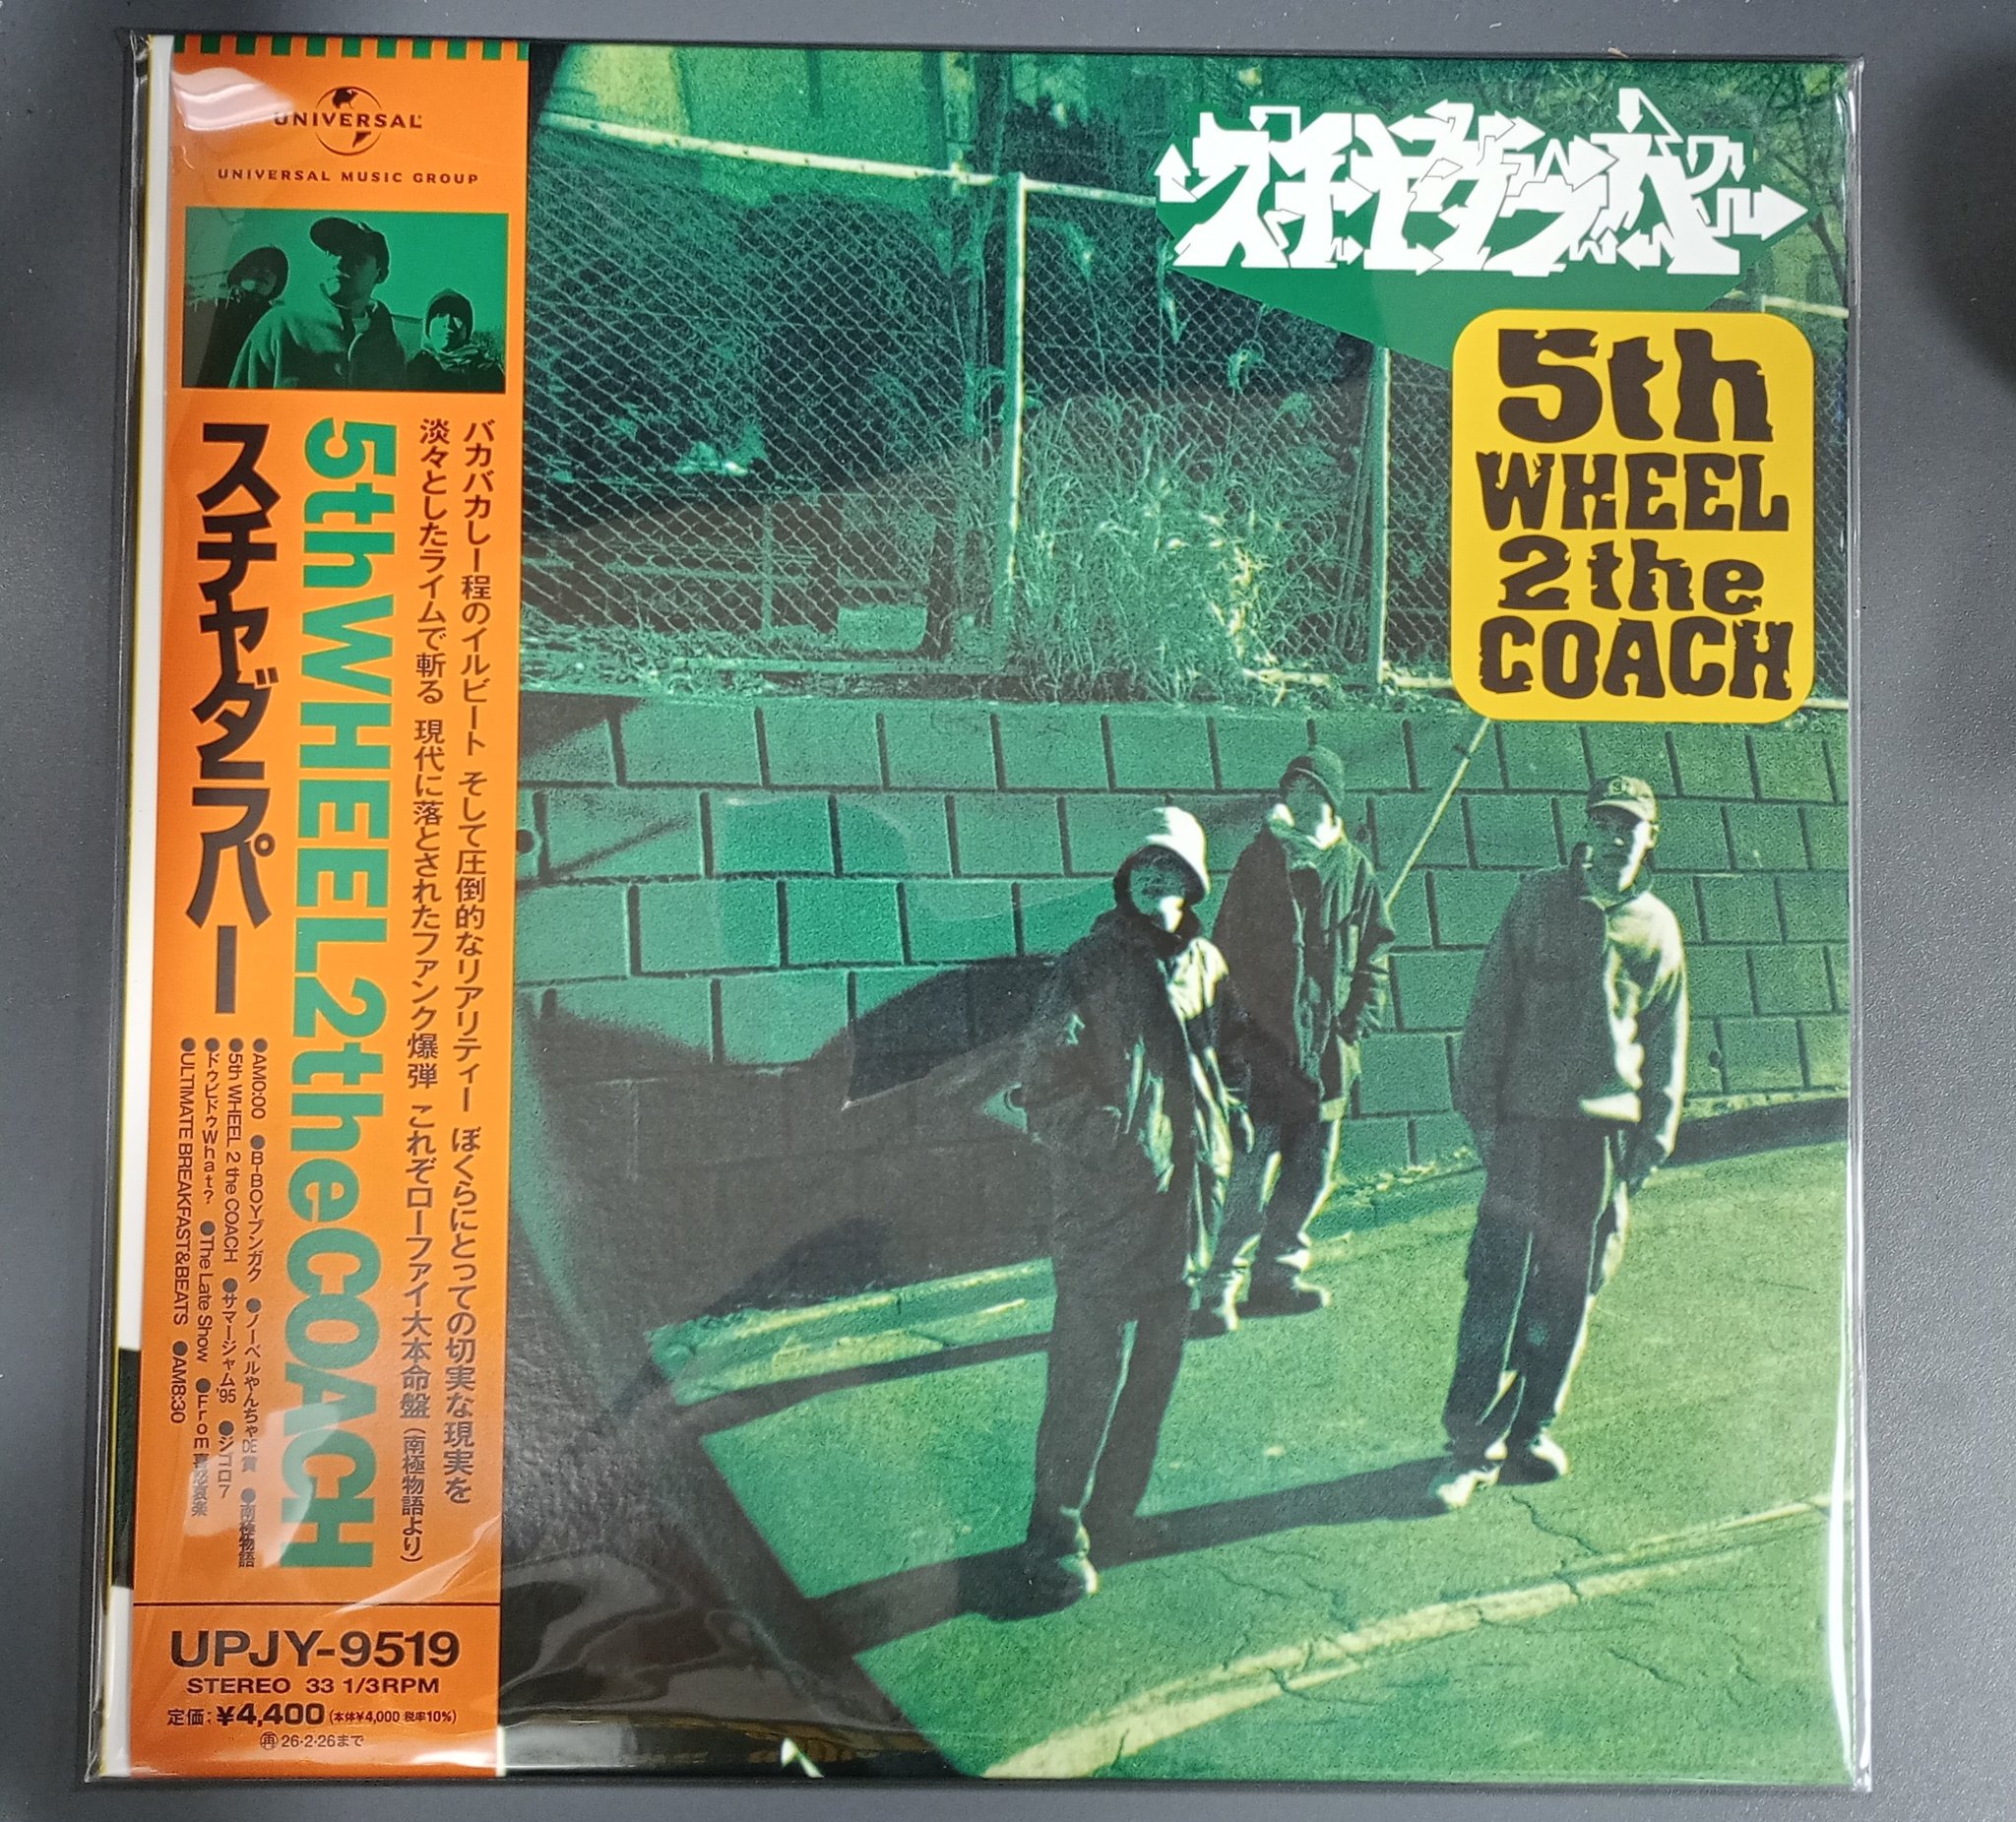 UNIVERSAL
UNIVERSAL MUSIC GROUP
バカバカしー程のイルビート そして圧倒的なリアリティー ぼくらにとっての切実な現実を
淡々としたライムで斬る 現代に落とされたファンク爆弾 これぞローファイ大本命盤(南極物語より)
5th WHEEL 2 the COACH
スチャダラパー
●AM0:00 ●B-BOYブンガク ●ノーベルやんちゃDE賞 ●南極物語
●5th WHEEL 2 the COACH ●サマージャム'95 ●ジゴロ7
●ドゥビドゥWhat? ●The Late Show ●FroM喜怒哀楽
●ULTIMATE BREAKFAST&BEATS ●AM8:30
UPJY-9519
STEREO 33 1/3RPM
定価:¥4,400(本体¥4,000 税率10%)
再 26・2・26まで
スチャダラパー
5th
WHEEL
2 the
COACH